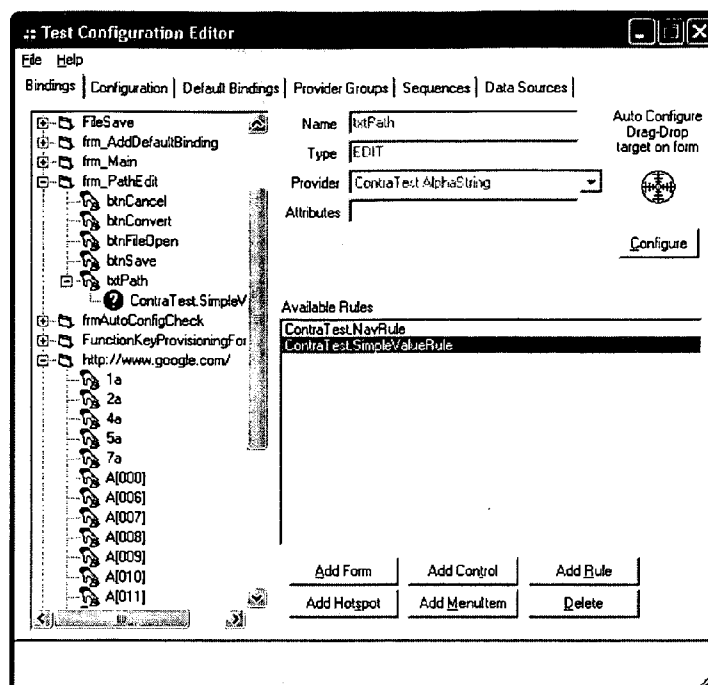 .:: Test Configuration Editor
File Help
Bindings Configuration Default Bindings Provider Groups Sequences Data Sources
FileSave
frm_AddDefaultBinding
frm_Main
frm_PathEdit
btnCancel
btnConvert
btnFileOpen
btnSave
txtPath
ContraTest.SimpleV
frmAutoConfigCheck
FunctionKeyProvisioningFor
http://www.google.com/
1a
2a
4a
5a
7a
A[000]
A[006]
A[007]
A[008]
A[009]
A[010]
A[011]
Name txtPath
Type EDIT
Provider ContraTest.AlphaString
Attributes
Auto Configure
Drag-Drop
target on form
Configure
Available Rules
ContraTest.NavRule
ContraTest.SimpleValueRule
Add Form Add Control Add Rule
Add Hotspot Add MenuItem Delete